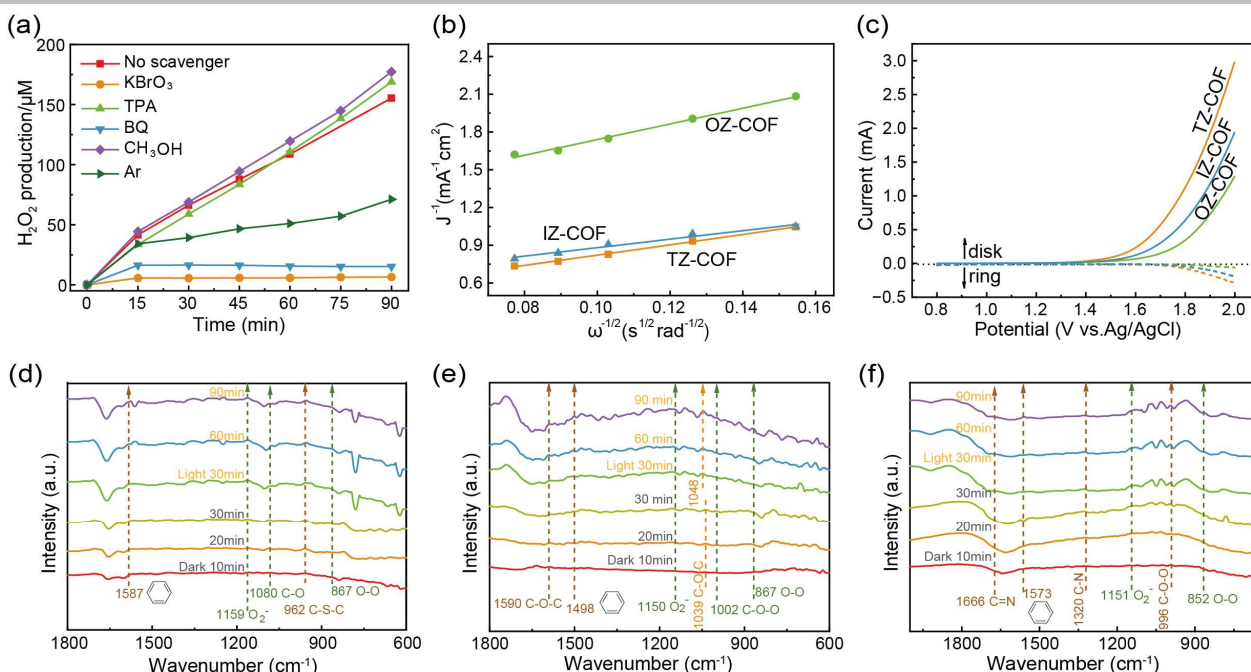 (a)
H₂O₂ production/μM
200
150
100
50
0
No scavenger
KBrO₃
TPA
BQ
CH₃OH
Ar
0 15 30 45 60 75 90
Time (min)
(b)
J⁻¹(mA⁻¹ cm²)
2.4
2.1
1.8
1.5
1.2
0.9
0.6
OZ-COF
IZ-COF
TZ-COF
0.08 0.10 0.12 0.14 0.16
ω⁻¹/²(s¹/² rad⁻¹/²)
(c)
Current (mA)
3.0
2.5
2.0
1.5
1.0
0.5
0.0
−0.5
TZ-COF
IZ-COF
OZ-COF
disk
ring
0.8 1.0 1.2 1.4 1.6 1.8 2.0
Potential (V vs.Ag/AgCl)
(d)
Intensity (a.u.)
90min
60min
Light 30min
30min
20min
Dark 10min
1587
1159 O₂⁻
1080 C-O
962 C-S-C
867 O-O
1800 1500 1200 900 600
Wavenumber (cm⁻¹)
(e)
Intensity (a.u.)
90 min
60 min
Light 30min
30 min
20min
Dark 10min
1048
1590 C-O-C
1498
1150 O₂⁻
1039 C-O-C
1002 C-O-O
867 O-O
1800 1500 1200 900 600
Wavenumber (cm⁻¹)
(f)
Intensity (a.u.)
90min
60min
Light 30min
30min
20min
Dark 10min
1666 C=N
1573
1320 C-N
1151 O₂⁻
996 C-O-O
852 O-O
1800 1500 1200 900
Wavenumber (cm⁻¹)